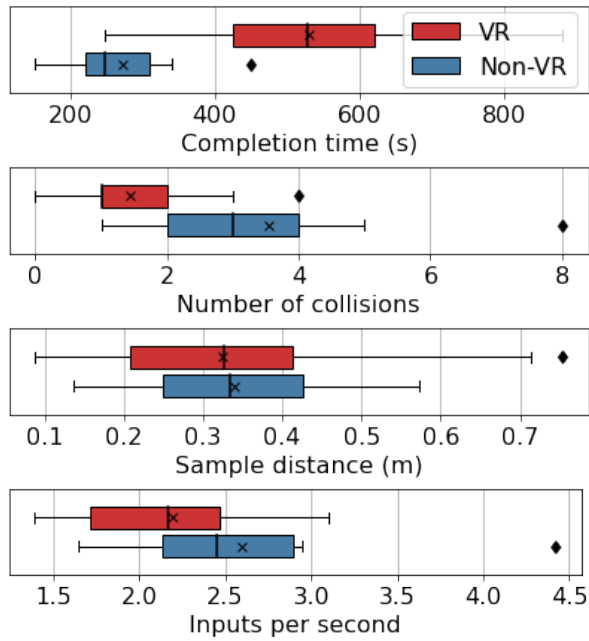 VR
Non-VR
200 400 600 800
Completion time (s)
0 2 4 6 8
Number of collisions
0.1 0.2 0.3 0.4 0.5 0.6 0.7
Sample distance (m)
1.5 2.0 2.5 3.0 3.5 4.0 4.5
Inputs per second